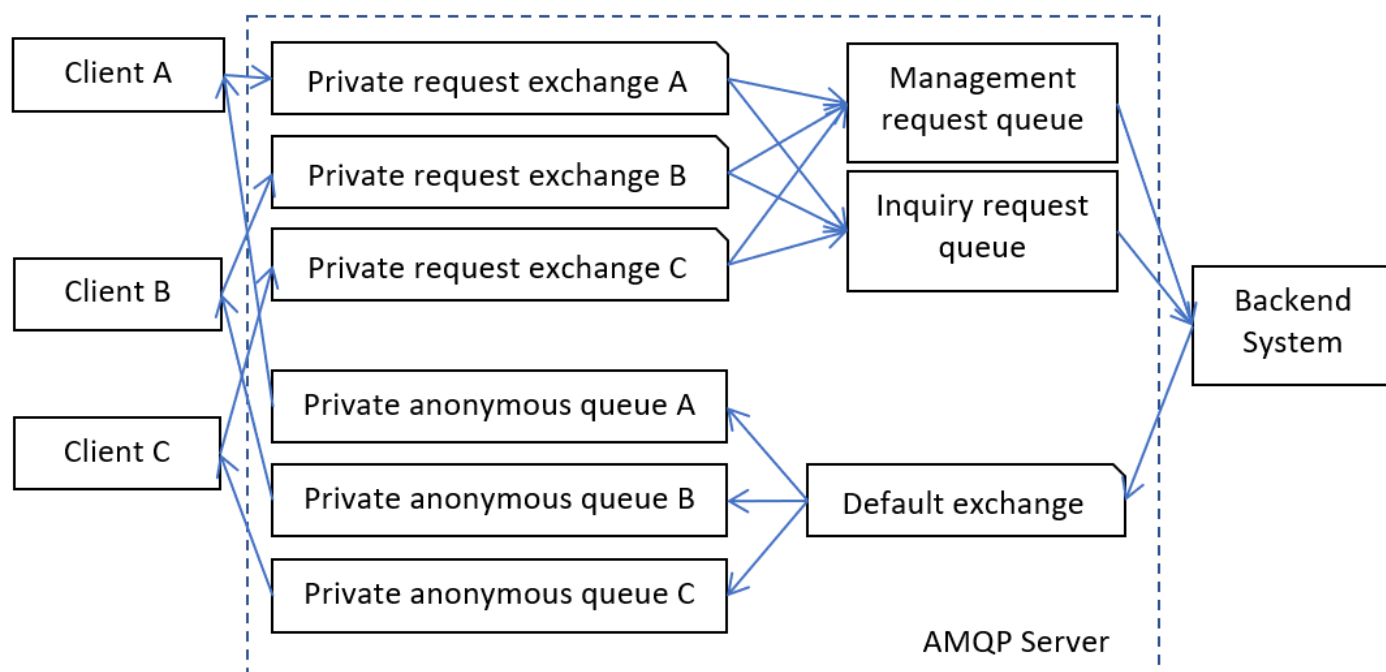 Client A
Client B
Client C
Private request exchange A
Private request exchange B
Private request exchange C
Private anonymous queue A
Private anonymous queue B
Private anonymous queue C
Management
request queue
Inquiry request
queue
Default exchange
AMQP Server
Backend
System